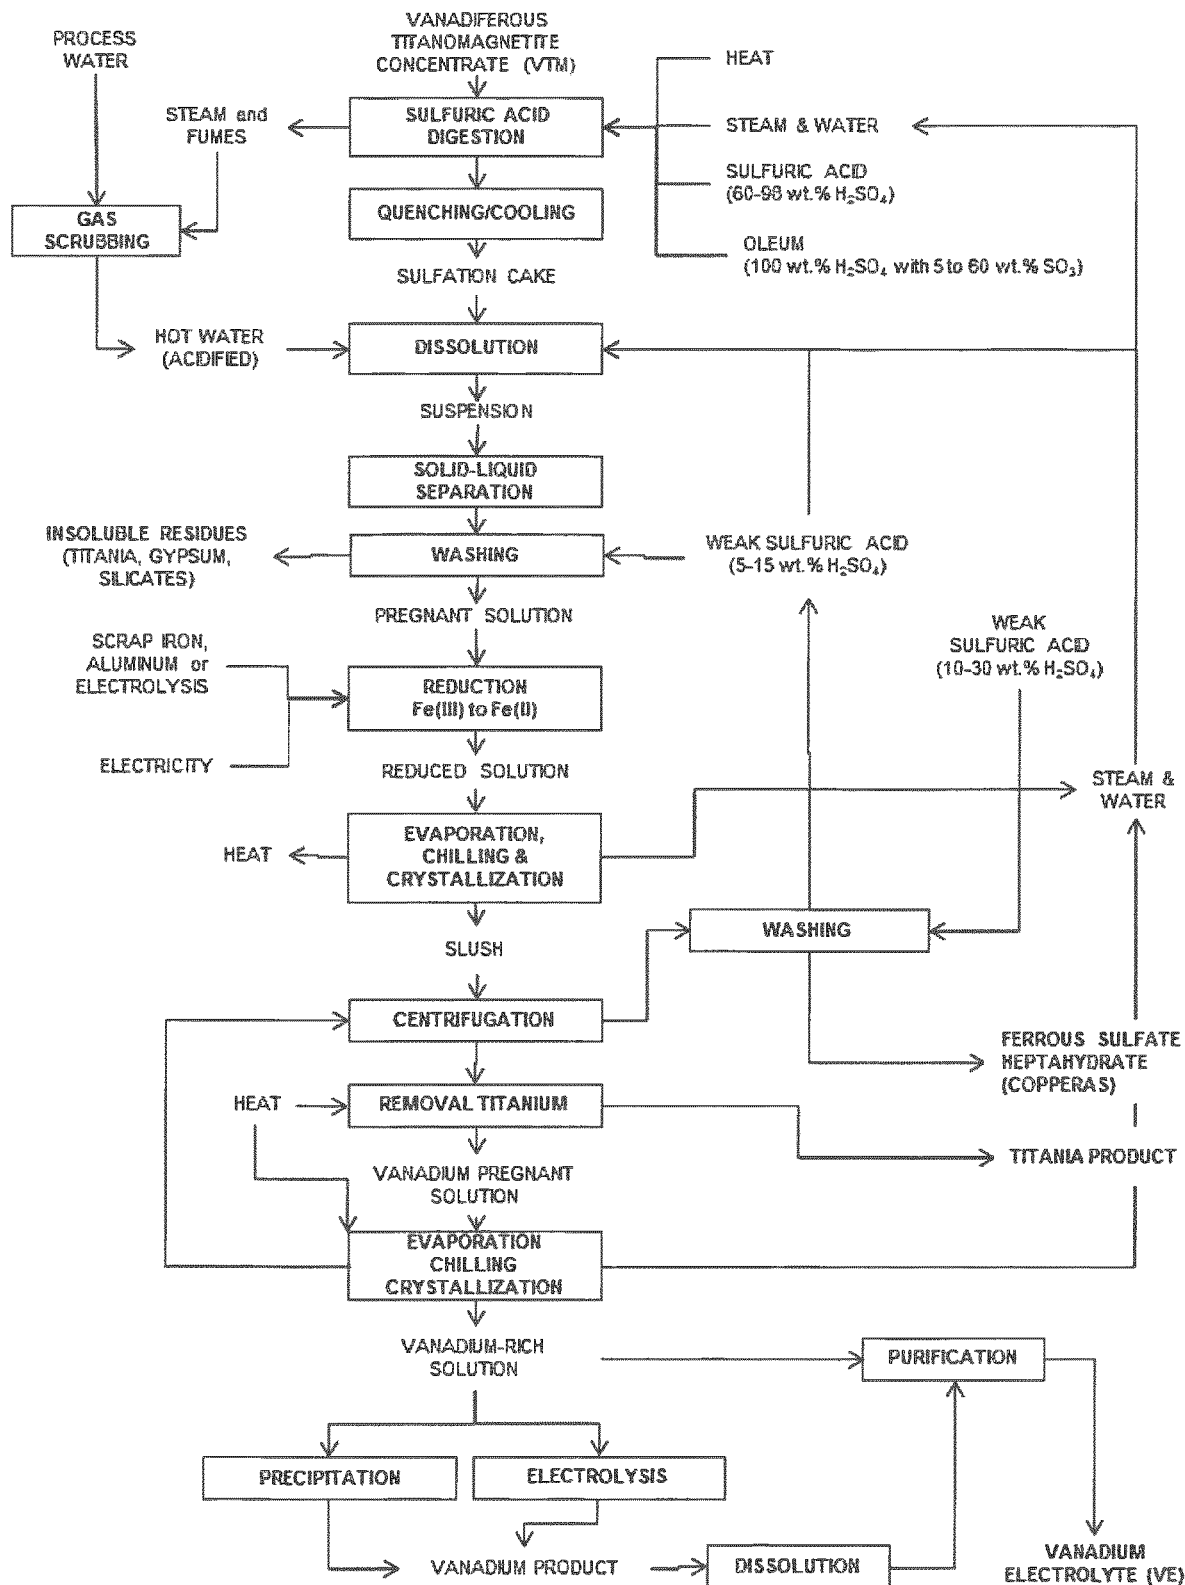 VANADIFEROUS
TITANOMAGNETITE
CONCENTRATE (VTM)
PROCESS
WATER
HEAT
STEAM and
FUMES
SULFURIC ACID
DIGESTION
STEAM & WATER
SULFURIC ACID
(60-98 wt.% H₂SO₄)
GAS
SCRUBBING
QUENCHING/COOLING
OLEUM
(100 wt.% H₂SO₄ with 5 to 60 wt.% SO₃)
SULFATION CAKE
HOT WATER
(ACIDIFIED)
DISSOLUTION
SUSPENSION
SOLID-LIQUID
SEPARATION
INSOLUBLE RESIDUES
(TITANIA, GYPSUM,
SILICATES)
WASHING
WEAK SULFURIC ACID
(5-15 wt.% H₂SO₄)
PREGNANT SOLUTION
WEAK
SULFURIC ACID
(10-30 wt.% H₂SO₄)
SCRAP IRON,
ALUMINUM or
ELECTROLYSIS
REDUCTION
Fe(III) to Fe(II)
ELECTRICITY
REDUCED SOLUTION
STEAM &
WATER
HEAT
EVAPORATION,
CHILLING &
CRYSTALLIZATION
WASHING
SLUSH
CENTRIFUGATION
FERROUS SULFATE
HEPTAHYDRATE
(COPPERAS)
HEAT
REMOVAL TITANIUM
TITANIA PRODUCT
VANADIUM PREGNANT
SOLUTION
EVAPORATION
CHILLING
CRYSTALLIZATION
VANADIUM-RICH
SOLUTION
PURIFICATION
PRECIPITATION
ELECTROLYSIS
VANADIUM PRODUCT
DISSOLUTION
VANADIUM
ELECTROLYTE (VE)